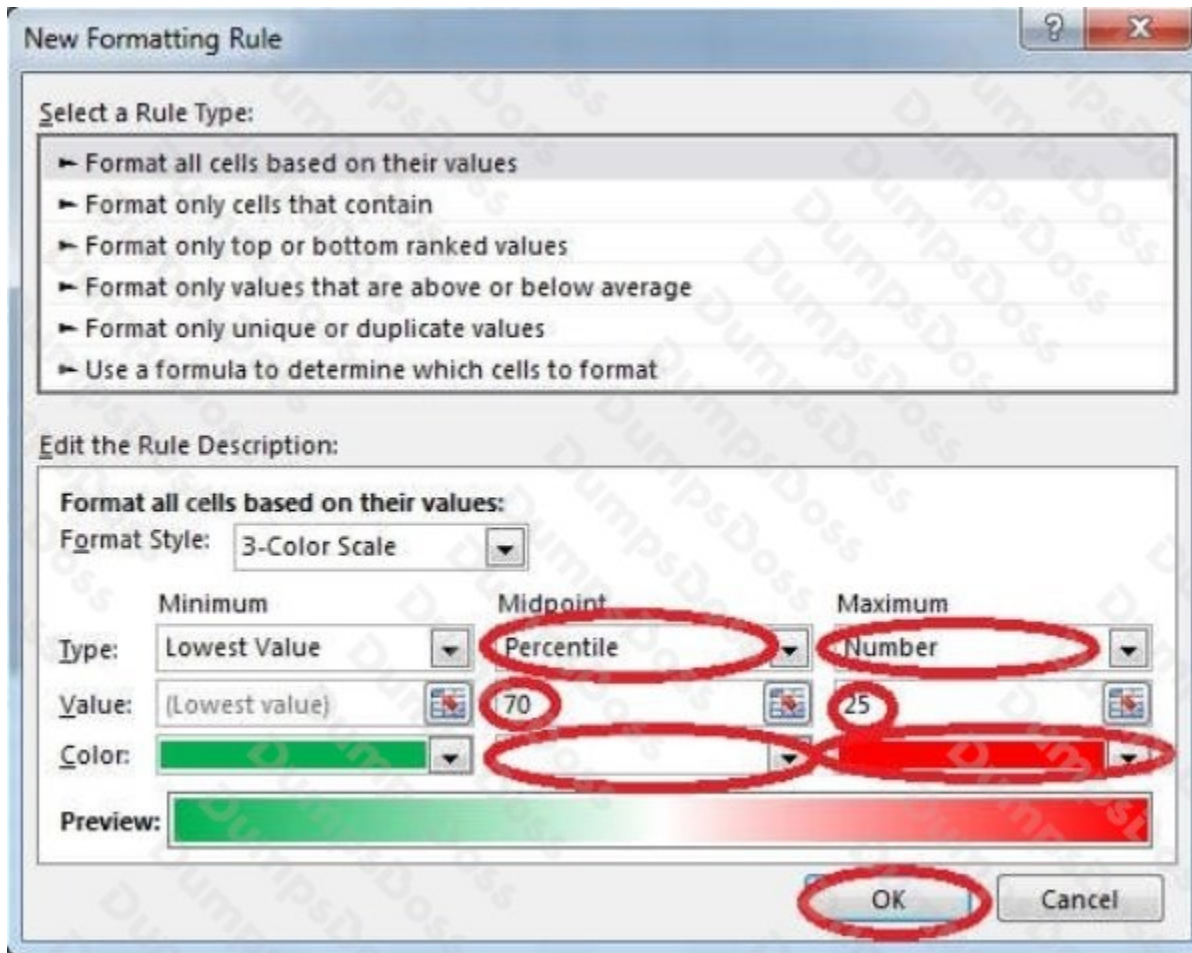 New Formatting Rule
Select a Rule Type:
► Format all cells based on their values
► Format only cells that contain
► Format only top or bottom ranked values
► Format only values that are above or below average
► Format only unique or duplicate values
► Use a formula to determine which cells to format
Edit the Rule Description:
Format all cells based on their values:
Format Style: 3-Color Scale
Minimum Midpoint Maximum
Type: Lowest Value Percentile Number
Value: (Lowest value) 70 25
Color:
Preview:
OK Cancel
DumpsDoss